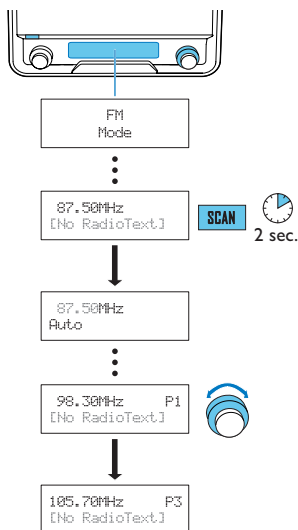 FM
Mode
87.50MHz
[No RadioText]
SCAN
2 sec.
87.50MHz
Auto
98.30MHz P1
[No RadioText]
105.70MHz P3
[No RadioText]